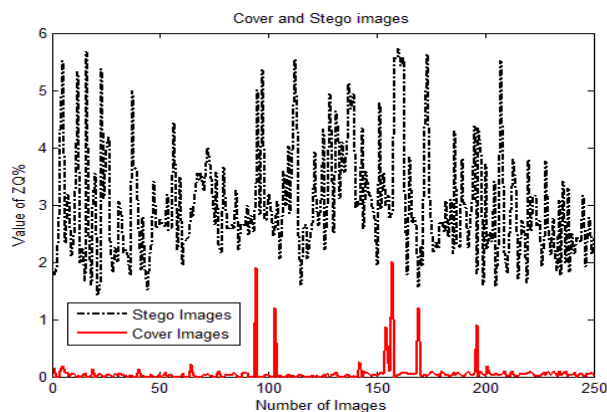 Cover and Stego images
Value of ZQ%
6
5
4
3
2
1
0
Stego Images
Cover Images
0 50 100 150 200 250
Number of Images